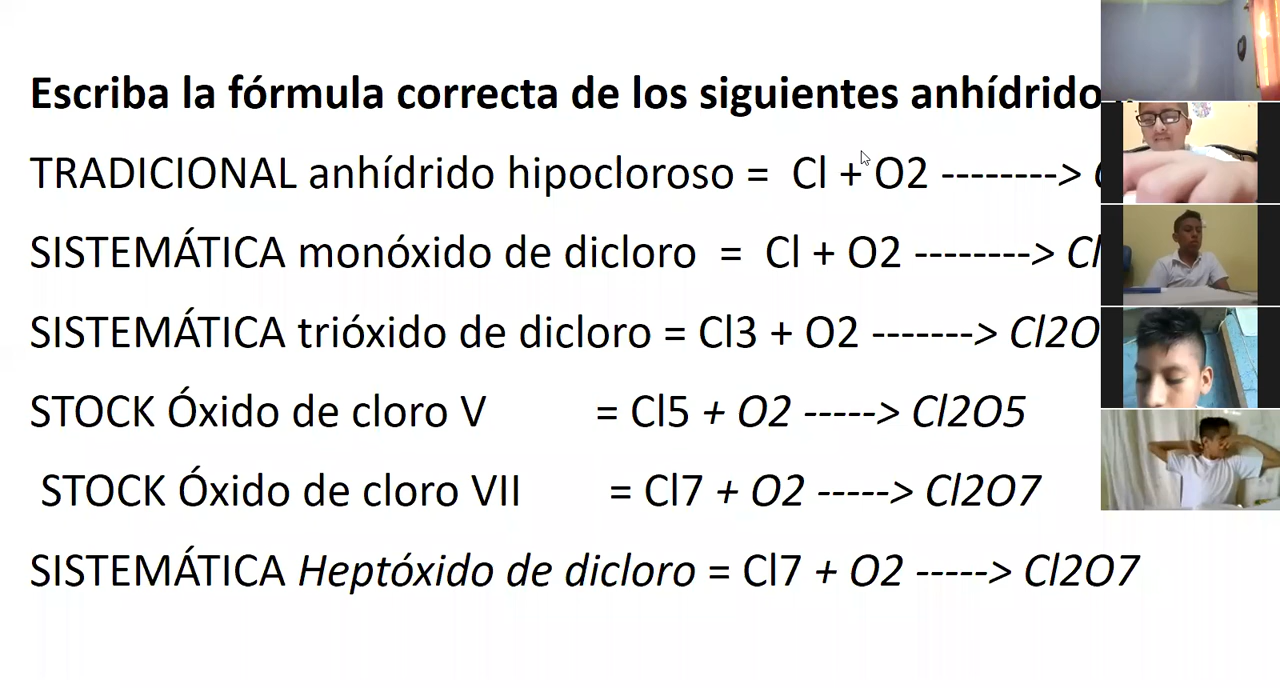 Escriba la fórmula correcta de los siguientes anhídrido
TRADICIONAL anhídrido hipocloroso = Cl + O2 -------->
SISTEMÁTICA monóxido de dicloro = Cl + O2 --------> Cl
SISTEMÁTICA trióxido de dicloro = Cl3 + O2 -------> Cl2O
STOCK Óxido de cloro V = Cl5 + O2 -----> Cl2O5
STOCK Óxido de cloro VII = Cl7 + O2 -----> Cl2O7
SISTEMÁTICA Heptóxido de dicloro = Cl7 + O2 -----> Cl2O7